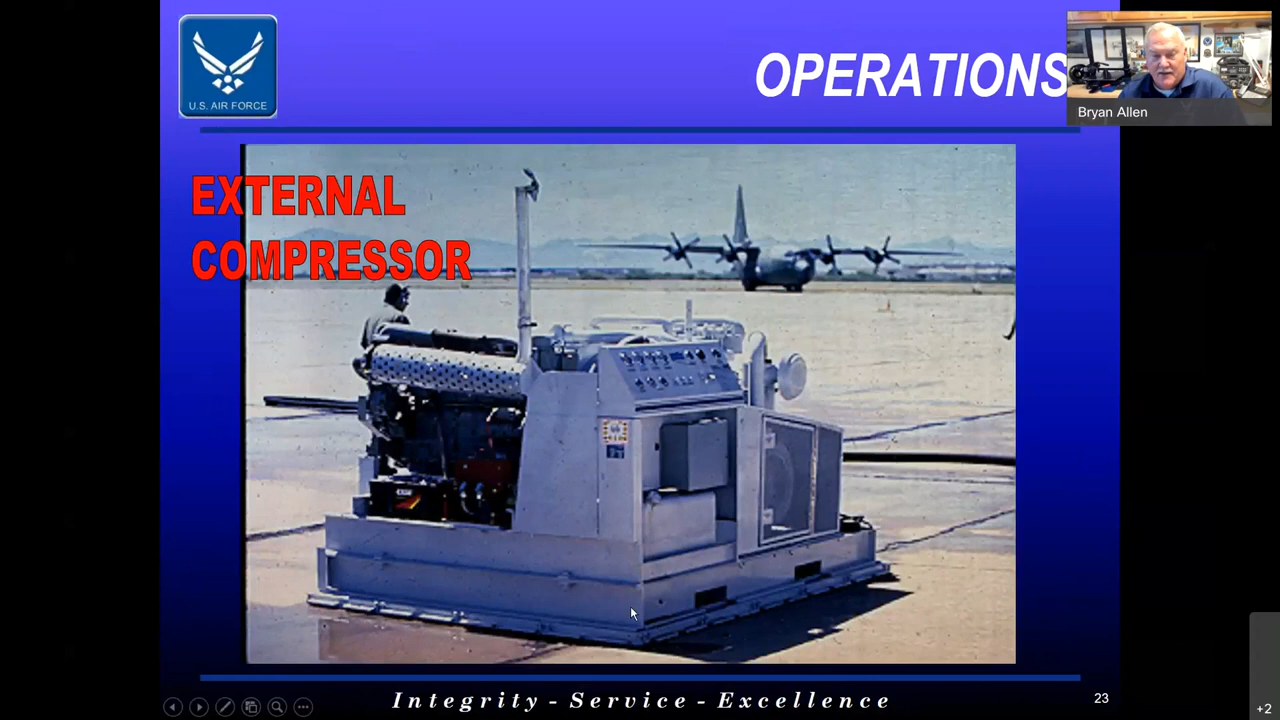 U.S. AIR FORCE
OPERATIONS
Bryan Allen
EXTERNAL
COMPRESSOR
Integrity - Service - Excellence
23
+2